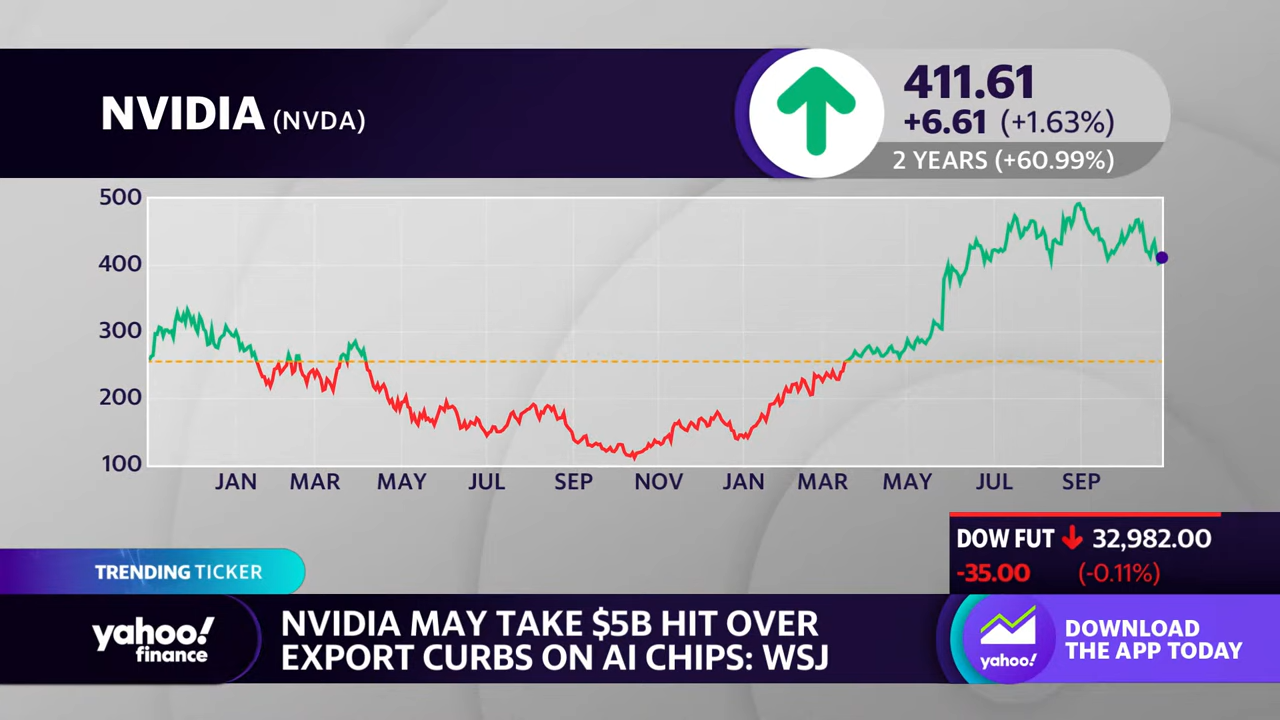 NVIDIA (NVDA)
411.61
+6.61 (+1.63%)
2 YEARS (+60.99%)
500
400
300
200
100
JAN MAR MAY JUL SEP NOV JAN MAR MAY JUL SEP
DOW FUT 32,982.00
-35.00 (-0.11%)
TRENDING TICKER
yahoo!
finance
NVIDIA MAY TAKE $5B HIT OVER
EXPORT CURBS ON AI CHIPS: WSJ
yahoo!
DOWNLOAD
THE APP TODAY